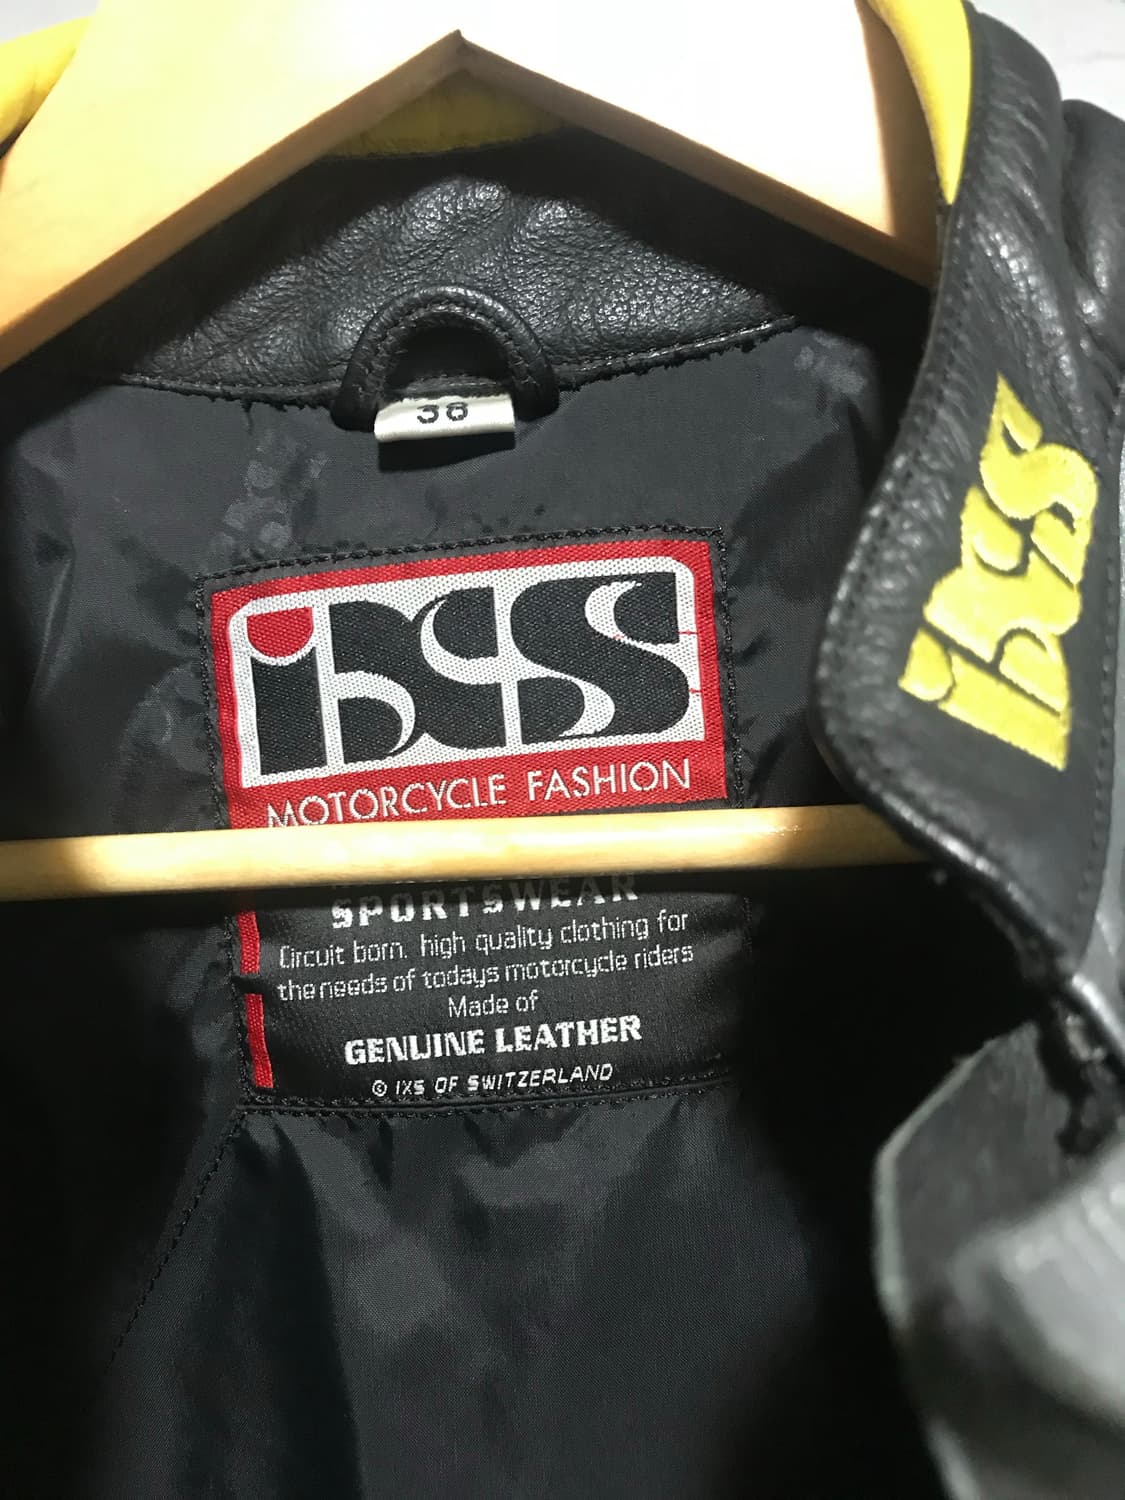 38
ixs
ixs
MOTORCYCLE FASHION
SPORTSWEAR
Circuit born. high quality clothing for
the needs of todays motorcycle riders
Made of
GENUINE LEATHER
© IXS OF SWITZERLAND